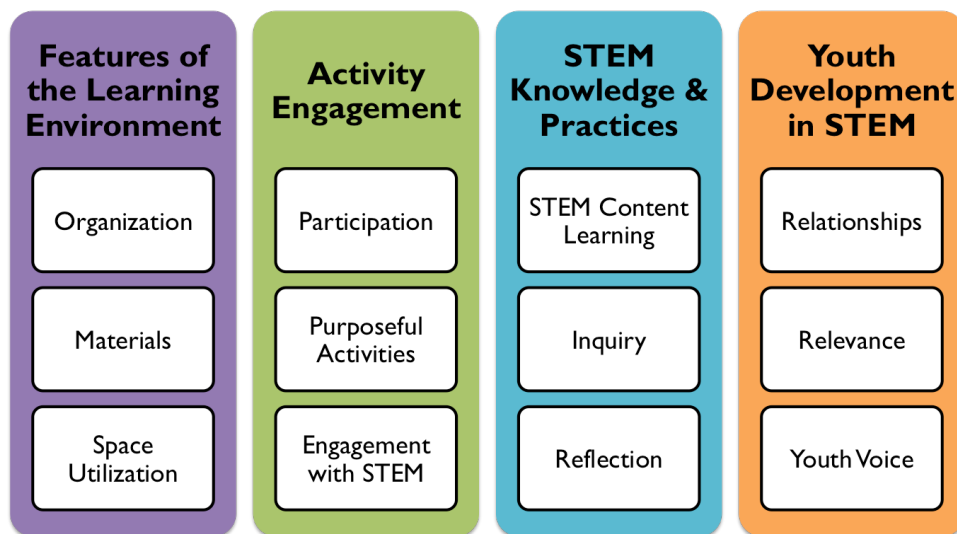 Features of
the Learning
Environment
Organization
Materials
Space
Utilization
Activity
Engagement
Participation
Purposeful
Activities
Engagement
with STEM
STEM
Knowledge &
Practices
STEM Content
Learning
Inquiry
Reflection
Youth
Development
in STEM
Relationships
Relevance
Youth Voice